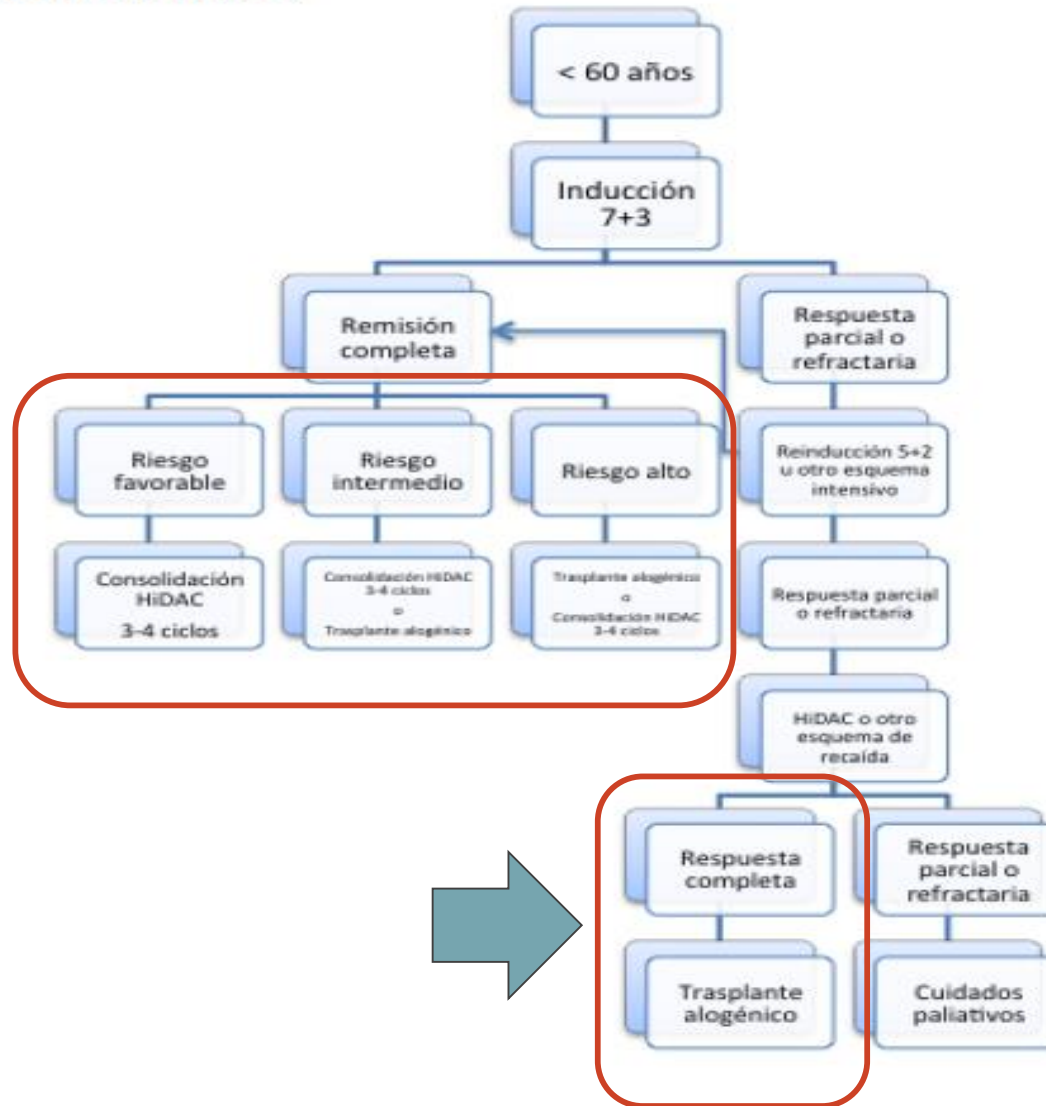 < 60 años
Inducción
7+3
Remisión
completa
Respuesta
parcial o
refractaria
Riesgo
favorable
Riesgo
intermedio
Riesgo alto
Reinducción 5+2
u otro esquema
intensivo
Consolidación
HiDAC
3-4 ciclos
Consolidación HiDAC
3-4 ciclos
o
Trasplante alogénico
Trasplante alogénico
o
Consolidación HiDAC
3-4 ciclos
Respuesta parcial
o refractaria
HiDAC o otro
esquema de
recaída
Respuesta
completa
Respuesta
parcial o
refractaria
Trasplante
alogénico
Cuidados
paliativos